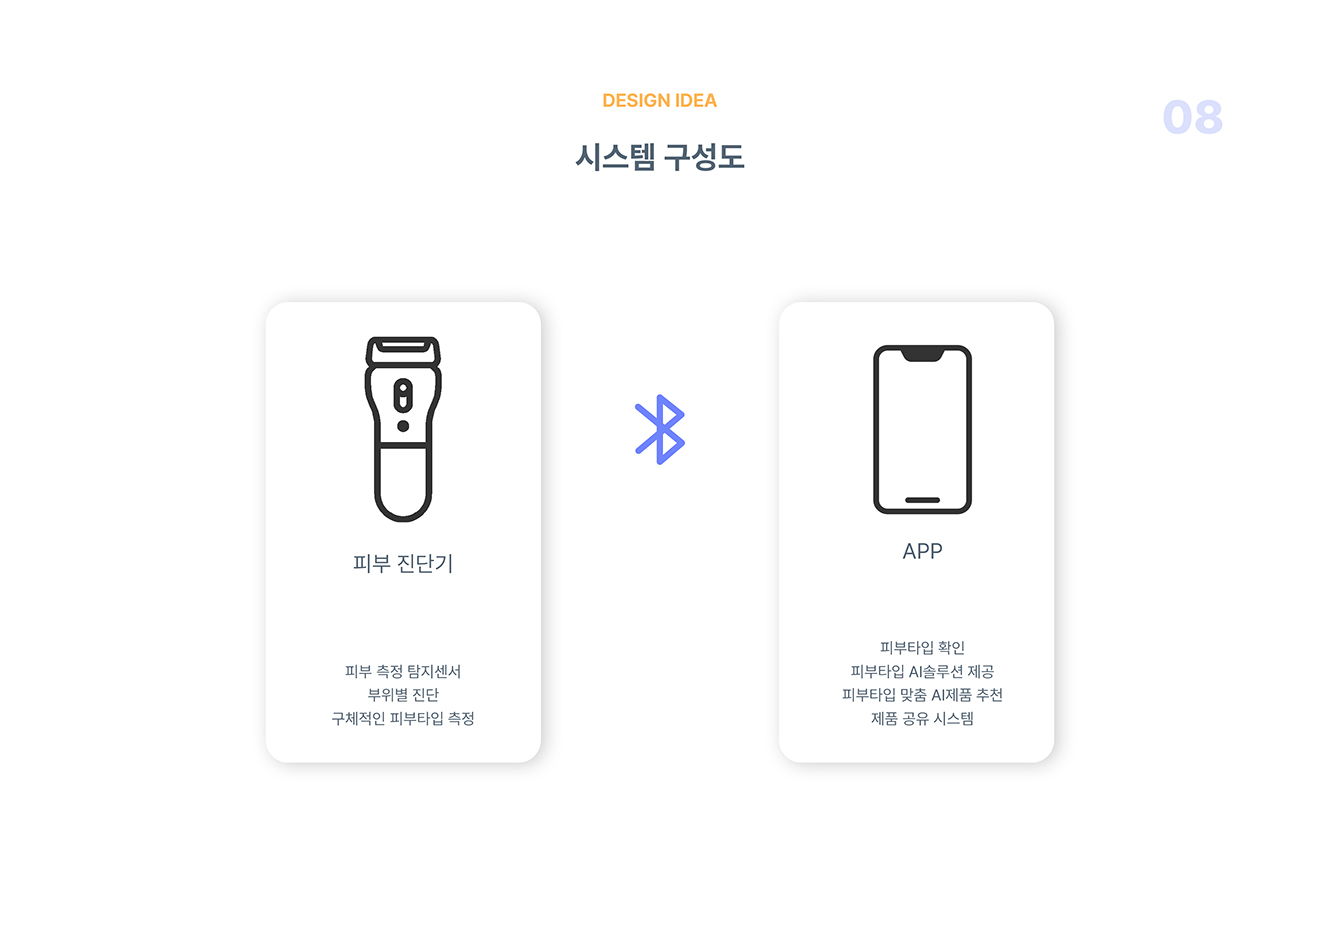 DESIGN IDEA
08
시스템 구성도
피부 진단기
피부 측정 탐지센서
부위별 진단
구체적인 피부타입 측정
APP
피부타입 확인
피부타입 AI솔루션 제공
피부타입 맞춤 AI제품 추천
제품 공유 시스템